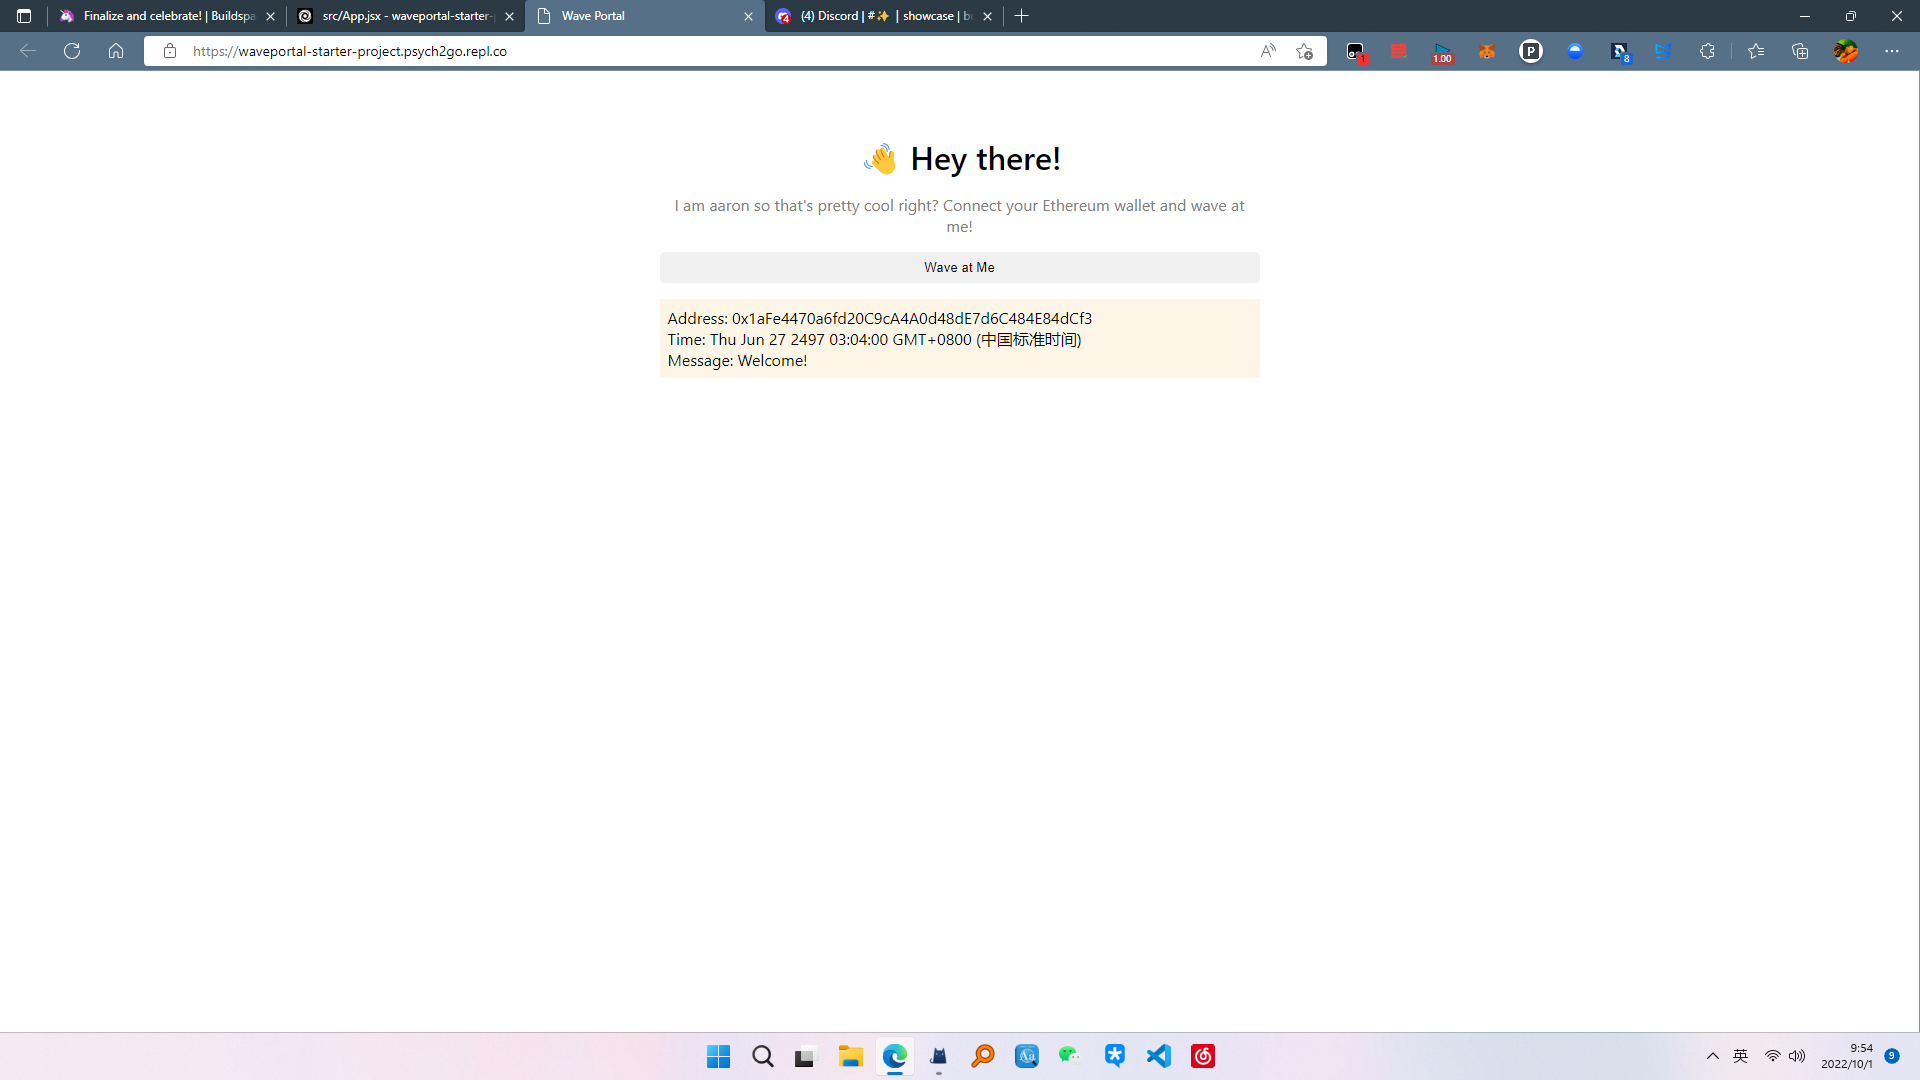 Finalize and celebrate! | Buildspa
src/App.jsx - waveportal-starter-
Wave Portal
(4) Discord | #✨ | showcase | bu
https://waveportal-starter-project.psych2go.repl.co
1
1.00
P
8
👋 Hey there!
I am aaron so that's pretty cool right? Connect your Ethereum wallet and wave at
me!
Wave at Me
Address: 0x1aFe4470a6fd20C9cA4A0d48dE7d6C484E84dCf3
Time: Thu Jun 27 2497 03:04:00 GMT+0800 (中国标准时间)
Message: Welcome!
英
9:54
2022/10/1
9